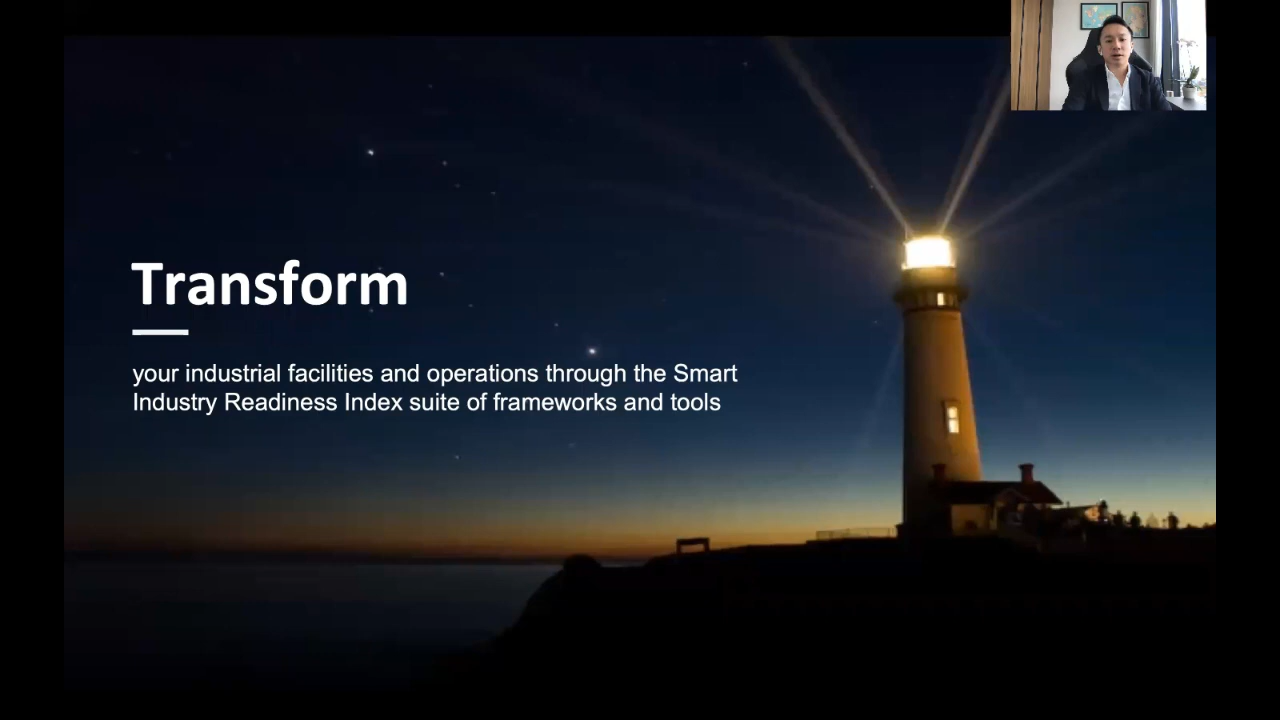 Transform
your industrial facilities and operations through the Smart
Industry Readiness Index suite of frameworks and tools